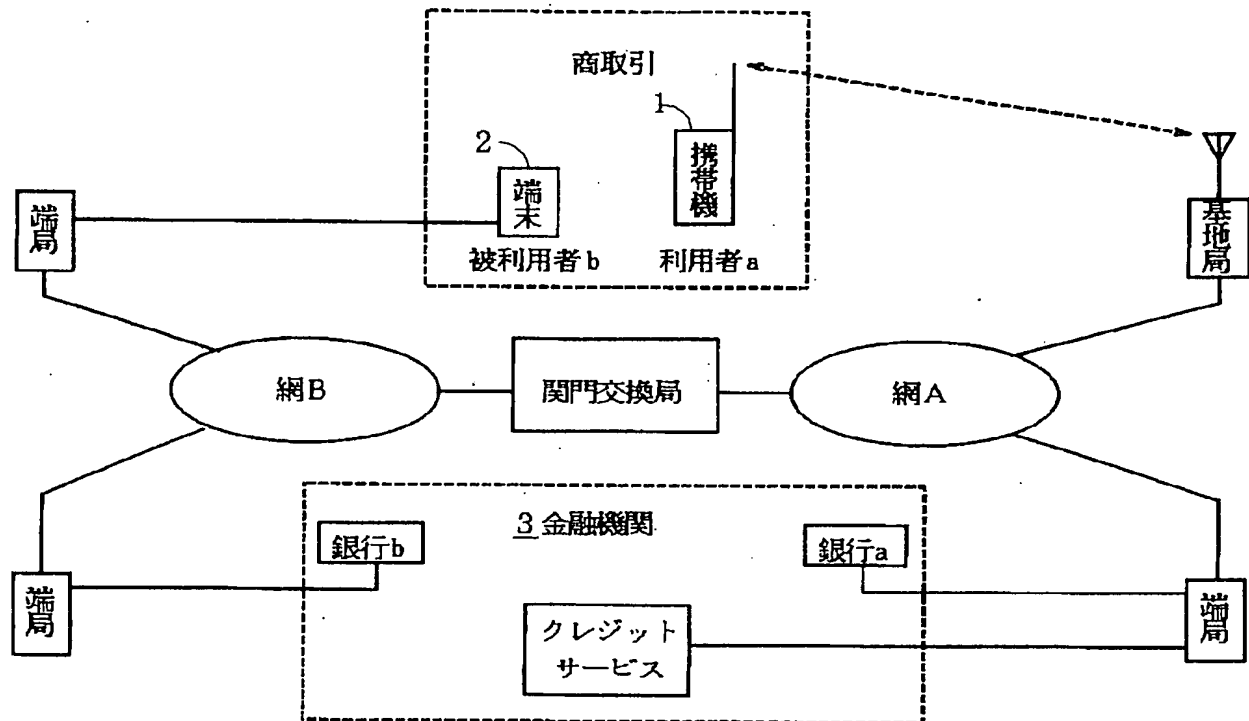 商取引
1
携帯機
2
端末
被利用者b
利用者a
端局
基地局
網B
関門交換局
網A
3 金融機関
銀行b
銀行a
端局
クレジット
サービス
端局